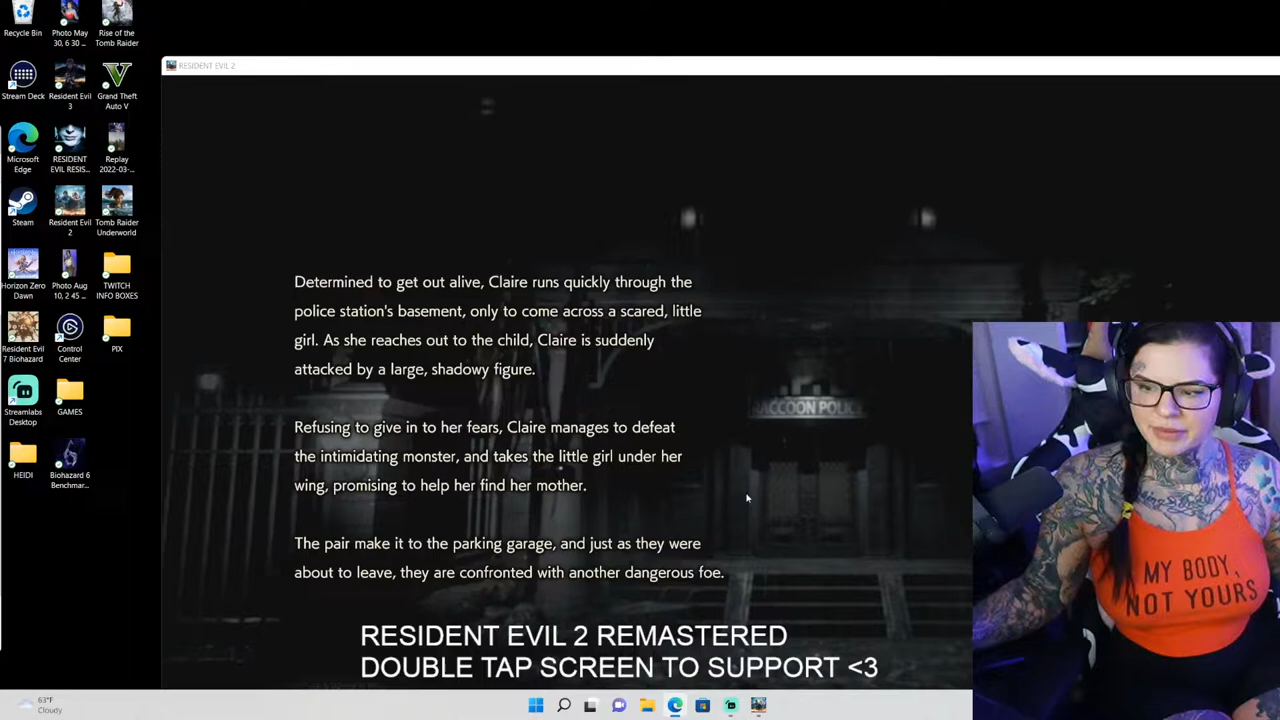 Recycle Bin
Photo May
30, 6 30 ...
Rise of the
Tomb Raider
Stream Deck
Resident Evil
3
Grand Theft
Auto V
Microsoft
Edge
RESIDENT
EVIL RESIS...
Replay
2022-03-...
Steam
Resident Evil
2
Tomb Raider
Underworld
Horizon Zero
Dawn
Photo Aug
10, 2 45 ...
TWITCH
INFO BOXES
Resident Evil
7 Biohazard
Control
Center
PIX
Streamlabs
Desktop
GAMES
HEIDI
Biohazard 6
Benchmar...
RESIDENT EVIL 2
Determined to get out alive, Claire runs quickly through the
police station's basement, only to come across a scared, little
girl. As she reaches out to the child, Claire is suddenly
attacked by a large, shadowy figure.
Refusing to give in to her fears, Claire manages to defeat
the intimidating monster, and takes the little girl under her
wing, promising to help her find her mother.
The pair make it to the parking garage, and just as they were
about to leave, they are confronted with another dangerous foe.
RACCOON POLICE
RESIDENT EVIL 2 REMASTERED
DOUBLE TAP SCREEN TO SUPPORT <3
MY BODY,
NOT YOURS
63°F
Cloudy